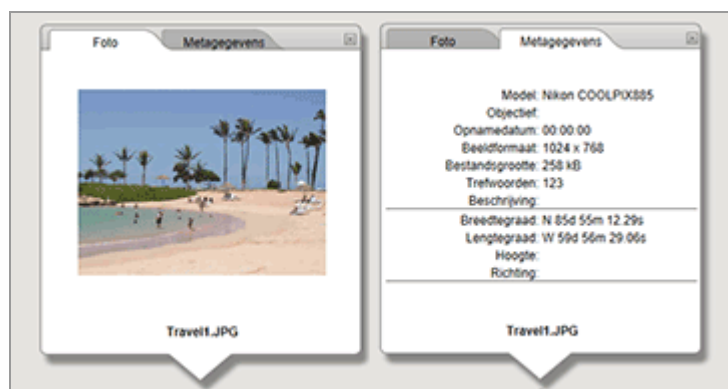 Foto Metagegevens
Travel1.JPG
Foto Metagegevens
Model: Nikon COOLPIX885
Objectief:
Opnamedatum: 00:00:00
Beeldformaat: 1024 x 768
Bestandsgrootte: 258 kB
Trefwoorden: 123
Beschrijving:
Breedtegraad: N 85d 55m 12.29s
Lengtegraad: W 59d 56m 29.06s
Hoogte:
Richting:
Travel1.JPG